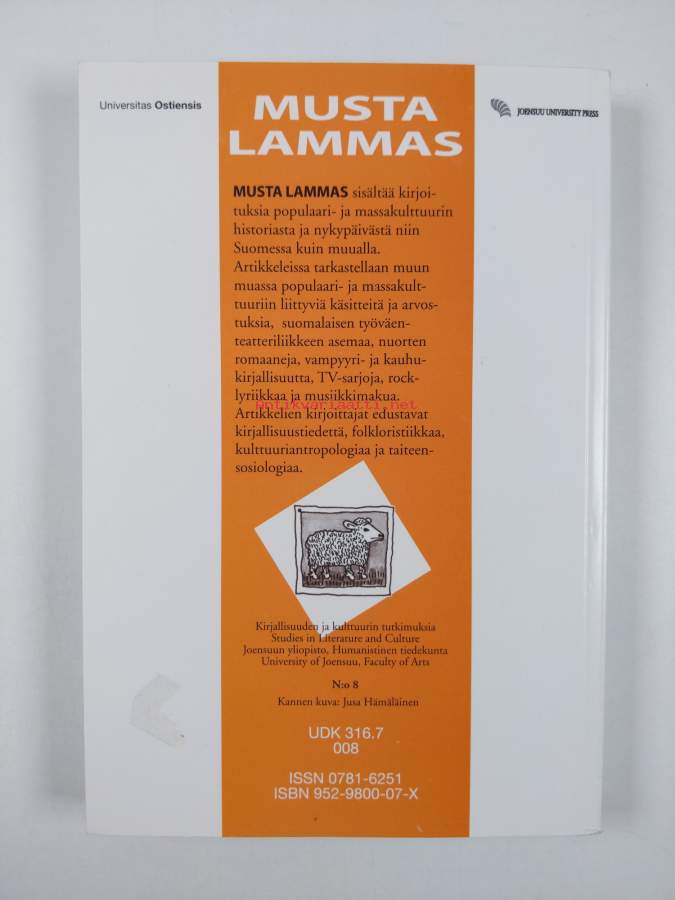 Universitas Ostiensis
MUSTA
LAMMAS
JOENSUU UNIVERSITY PRESS
MUSTA LAMMAS sisältää kirjoi-
tuksia populaari- ja massakulttuurin
historiasta ja nykypäivästä niin
Suomessa kuin muualla.
Artikkeleissa tarkastellaan muun
muassa populaari- ja massakult-
tuuriin liittyviä käsitteitä ja arvos-
tuksia, suomalaisen työväen-
teatteriliikkeen asemaa, nuorten
romaaneja, vampyyri- ja kauhu-
kirjallisuutta, TV-sarjoja, rock-
lyriikkaa ja musiikkimakua.
antikvariaatti.net
Artikkelien kirjoittajat edustavat
kirjallisuustiedettä, folkloristiikkaa,
kulttuuriantropologiaa ja taiteen-
sosiologiaa.
Kirjallisuuden ja kulttuurin tutkimuksia
Studies in Literature and Culture
Joensuun yliopisto, Humanistinen tiedekunta
University of Joensuu, Faculty of Arts
N:o 8
Kannen kuva: Jusa Hämäläinen
UDK 316.7
008
ISSN 0781-6251
ISBN 952-9800-07-X